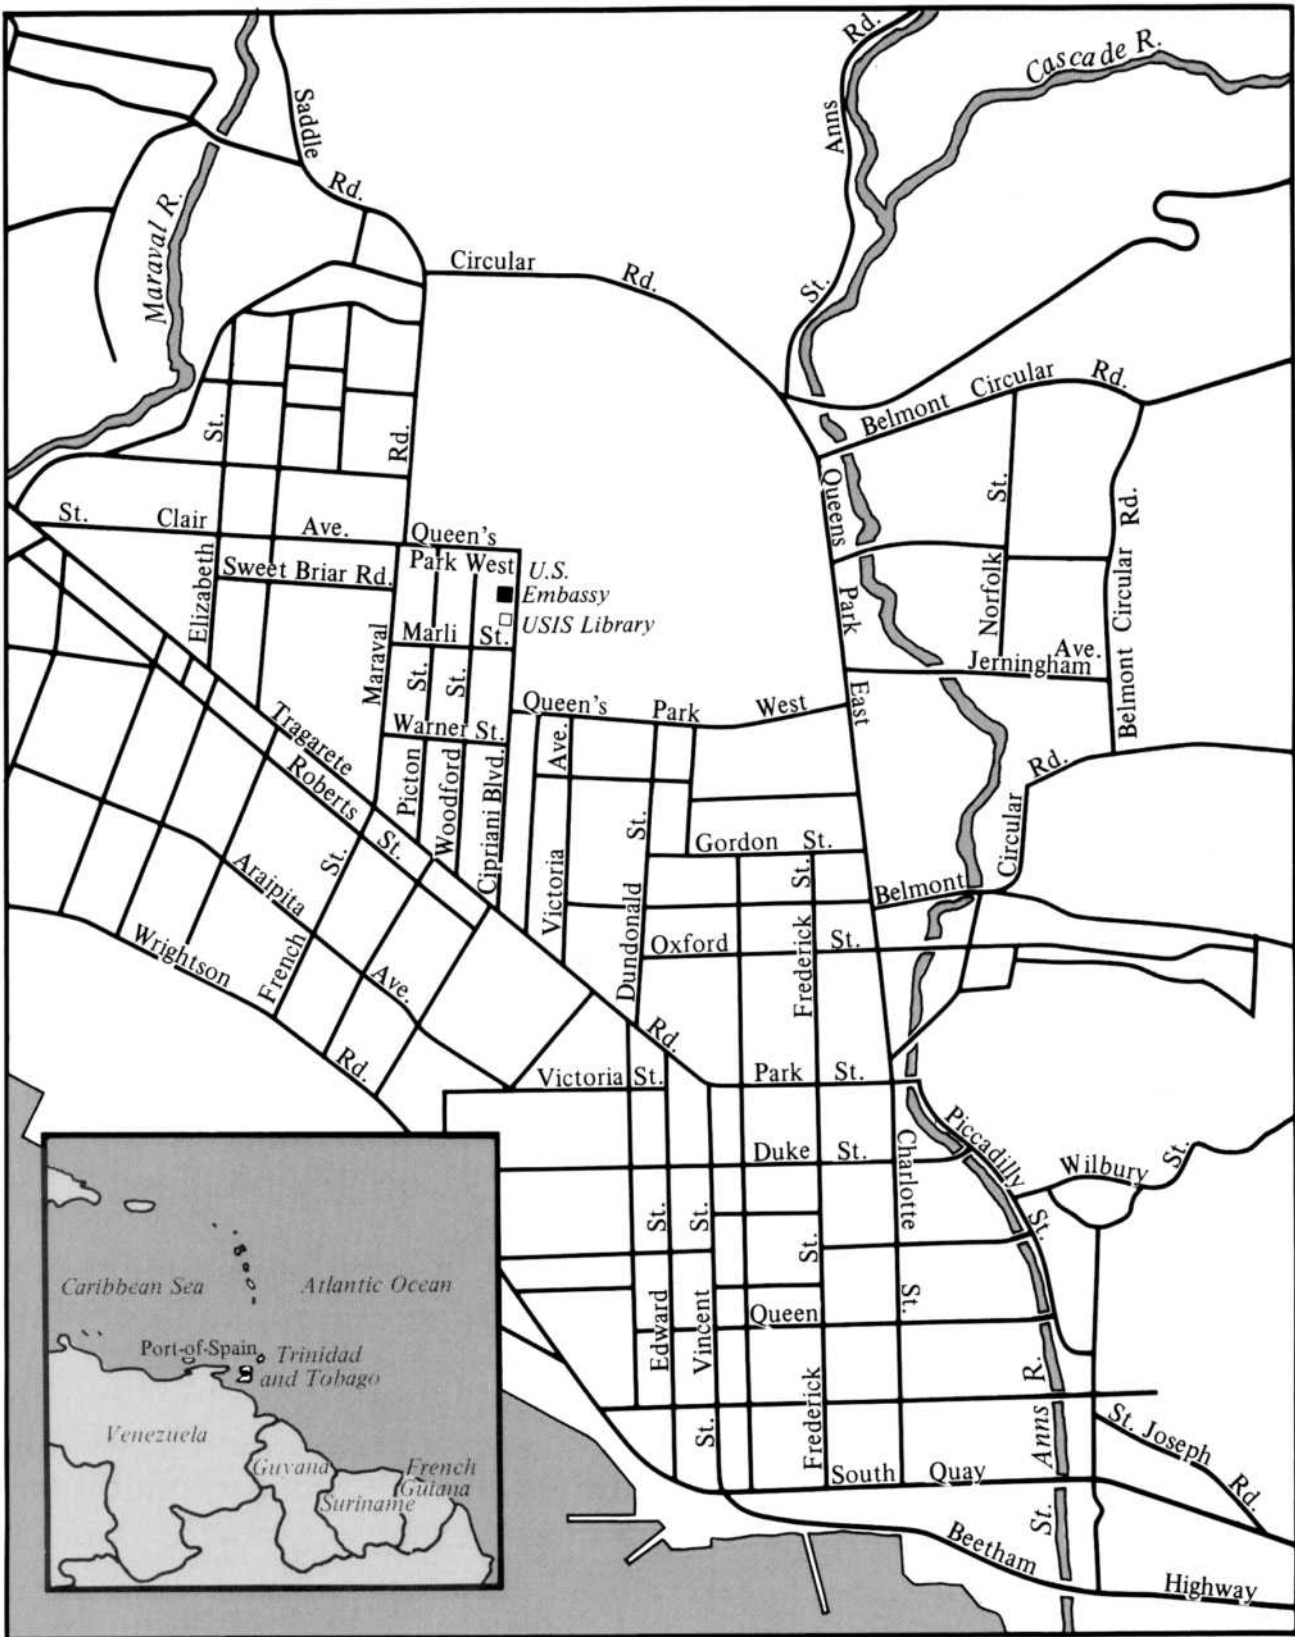 Saddle
Rd.
Maraval R.
Circular
Rd.
Anns
Rd.
St.
Cascade R.
Belmont Circular Rd.
St.
Elizabeth
Rd.
Maraval
St. Clair Ave.
Queen's
Park West
Sweet Briar Rd.
U.S.
Embassy
USIS Library
Marli St.
St.
Picton
St.
Woodford
Warner St.
Cipriani Blvd.
Queen's Park West
Queens
Park
East
St.
Norfolk
Belmont Circular Rd.
Jerningham
Ave.
Tragarete
Rd.
Roberts
St.
Araipita
Ave.
Wrightson
Rd.
French
St.
Ave.
Victoria
St.
Dundonald
Gordon St.
St.
Frederick
Oxford St.
Belmont
Circular
Rd.
Victoria St.
Park St.
Duke St.
Charlotte
St.
Piccadilly
St.
Wilbury
St.
St.
Edward
St.
Vincent
St.
St.
Frederick
Queen
South Quay
St.
Anns
R.
St. Joseph
Rd.
Beetham
Highway
Caribbean Sea
Atlantic Ocean
Port-of-Spain
Trinidad
and Tobago
Venezuela
Guyana
Suriname
French
Guiana